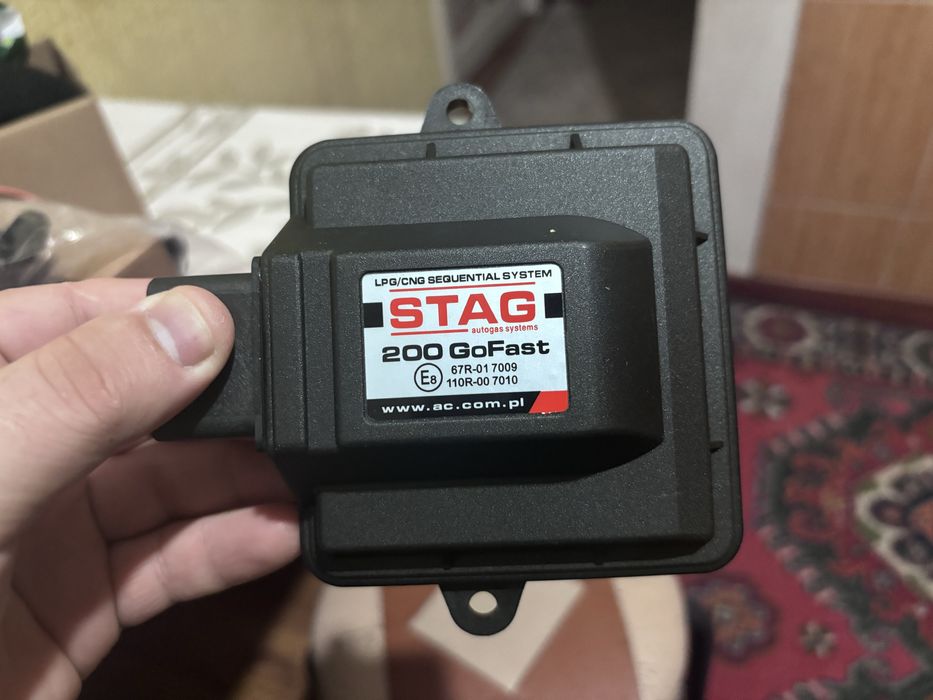 LPG/CNG SEQUENTIAL SYSTEM
STAG
autogas systems
200 GoFast
E8 67R-01 7009
110R-00 7010
www.ac.com.pl